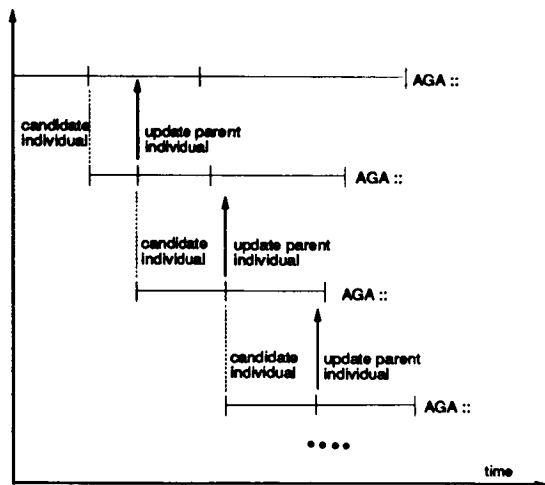 AGA ::
candidate
individual
update parent
individual
AGA ::
candidate
individual
update parent
individual
AGA ::
candidate
individual
update parent
individual
AGA ::
time